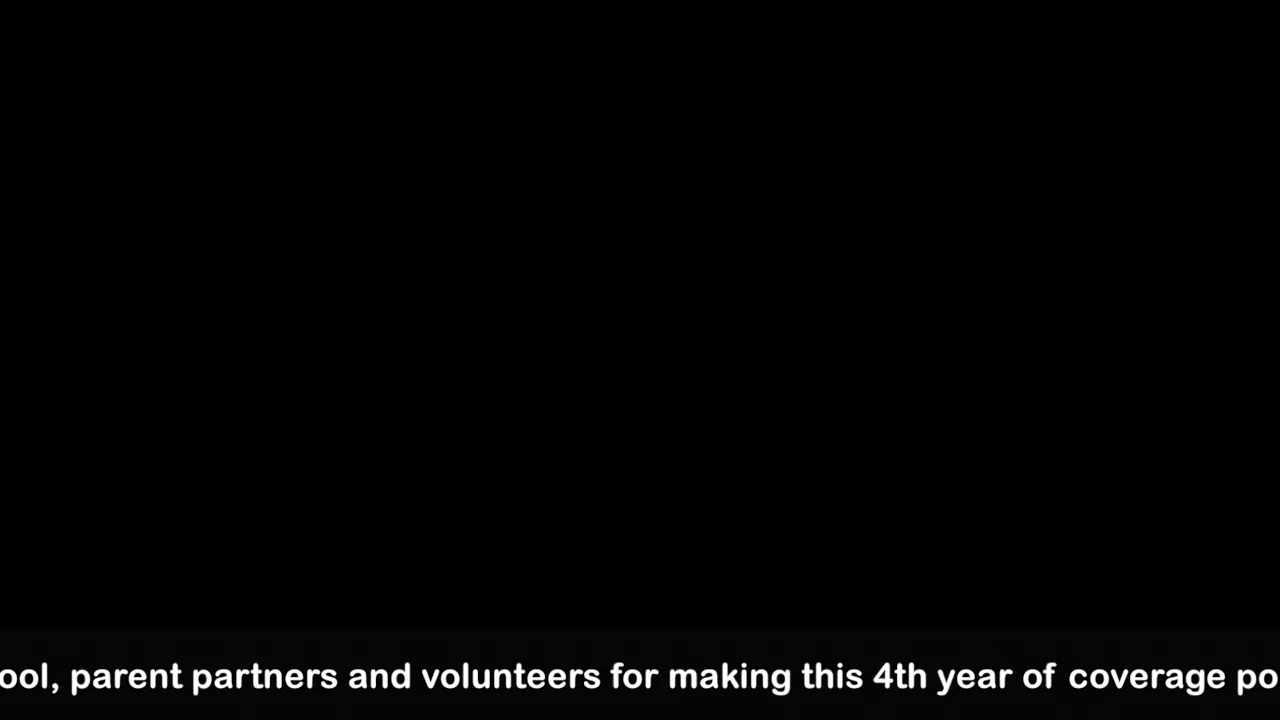 ool, parent partners and volunteers for making this 4th year of coverage po